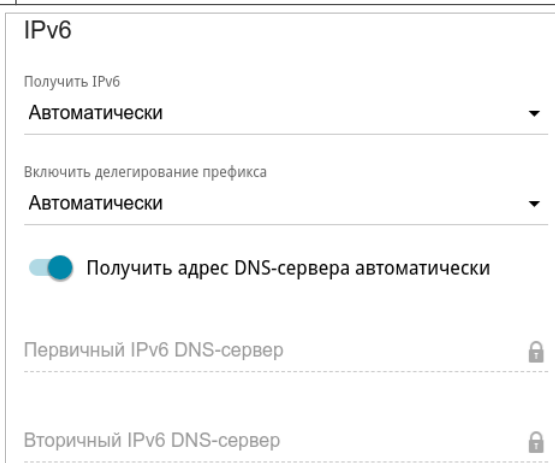 IPv6
Получить IPv6
Автоматически
Включить делегирование префикса
Автоматически
Получить адрес DNS-сервера автоматически
Первичный IPv6 DNS-сервер
Вторичный IPv6 DNS-сервер